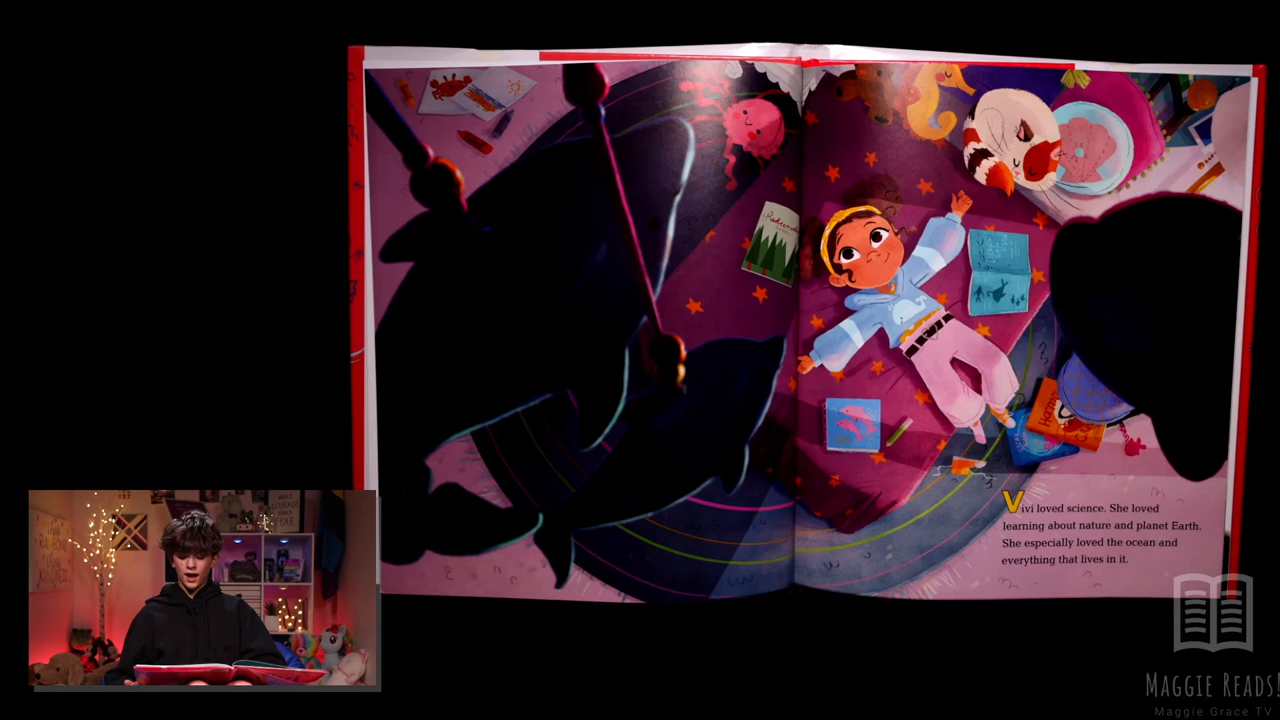 Vivi loved science. She loved
learning about nature and planet Earth.
She especially loved the ocean and
everything that lives in it.
MAGGIE READS!
Maggie Grace TV